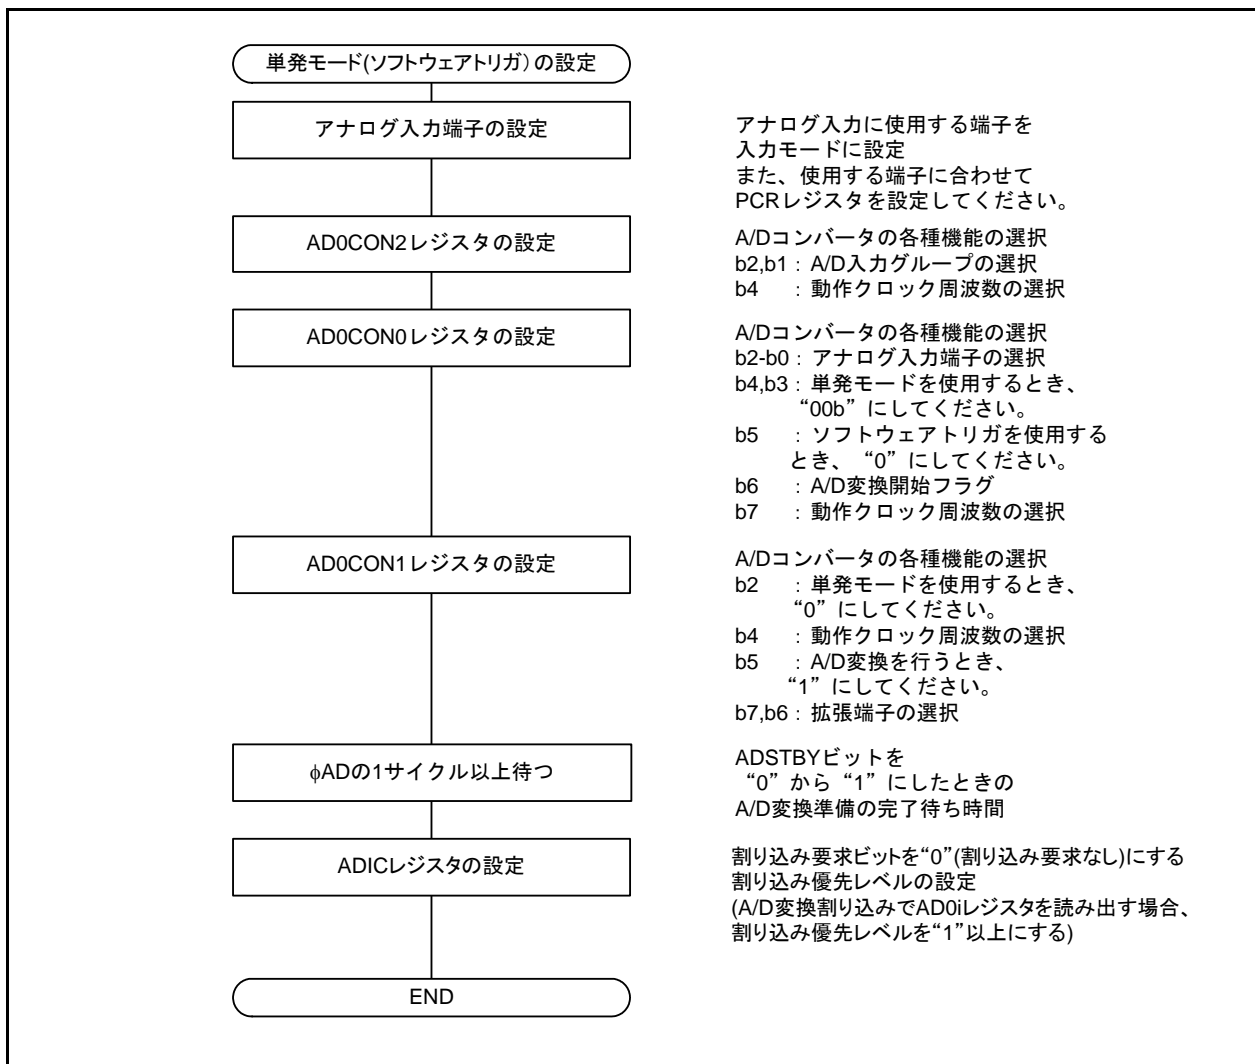 単発モード(ソフトウェアトリガ)の設定
アナログ入力端子の設定
アナログ入力に使用する端子を
入力モードに設定
また、使用する端子に合わせて
PCRレジスタを設定してください。
AD0CON2レジスタの設定
A/Dコンバータの各種機能の選択
b2,b1 : A/D入力グループの選択
b4 : 動作クロック周波数の選択
AD0CON0レジスタの設定
A/Dコンバータの各種機能の選択
b2-b0 : アナログ入力端子の選択
b4,b3 : 単発モードを使用するとき、
“00b”にしてください。
b5 : ソフトウェアトリガを使用する
とき、“0”にしてください。
b6 : A/D変換開始フラグ
b7 : 動作クロック周波数の選択
AD0CON1レジスタの設定
A/Dコンバータの各種機能の選択
b2 : 単発モードを使用するとき、
“0”にしてください。
b4 : 動作クロック周波数の選択
b5 : A/D変換を行うとき、
“1”にしてください。
b7,b6 : 拡張端子の選択
φADの1サイクル以上待つ
ADSTBYビットを
“0”から“1”にしたときの
A/D変換準備の完了待ち時間
ADICレジスタの設定
割り込み要求ビットを“0”(割り込み要求なし)にする
割り込み優先レベルの設定
(A/D変換割り込みでAD0iレジスタを読み出す場合、
割り込み優先レベルを“1”以上にする)
END